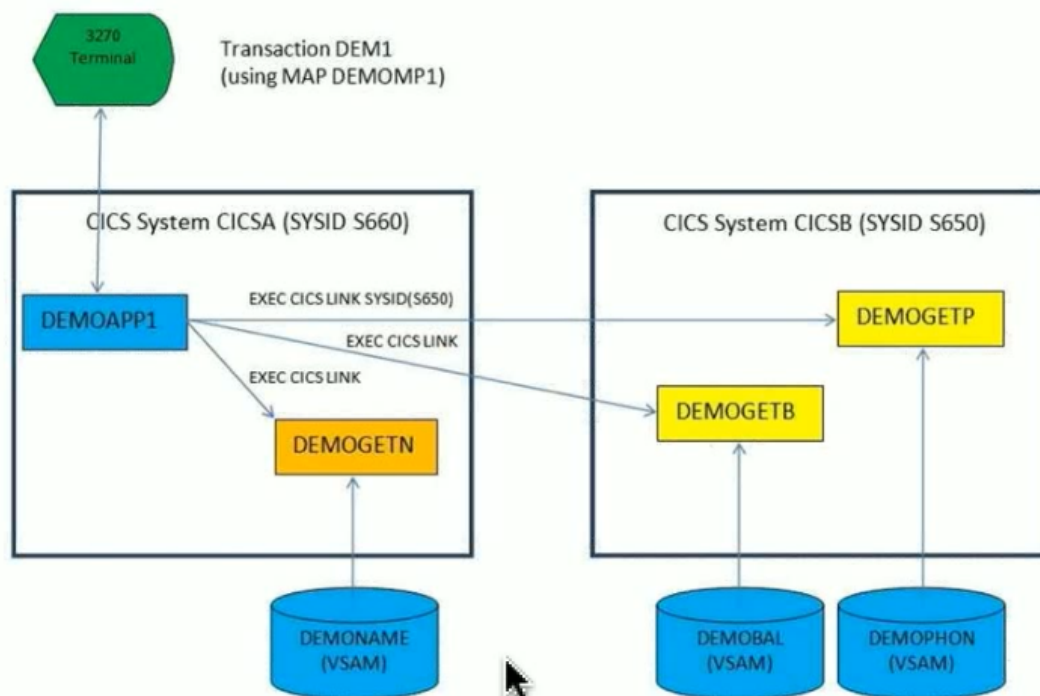 3270
Terminal
Transaction DEM1
(using MAP DEMOMP1)
CICS System CICSA (SYSID S660)
CICS System CICSB (SYSID S650)
DEMOAPP1
EXEC CICS LINK SYSID(S650)
DEMOGETP
EXEC CICS LINK
EXEC CICS LINK
DEMOGETB
DEMOGETN
DEMONAME
(VSAM)
DEMOBAL
(VSAM)
DEMOPHON
(VSAM)